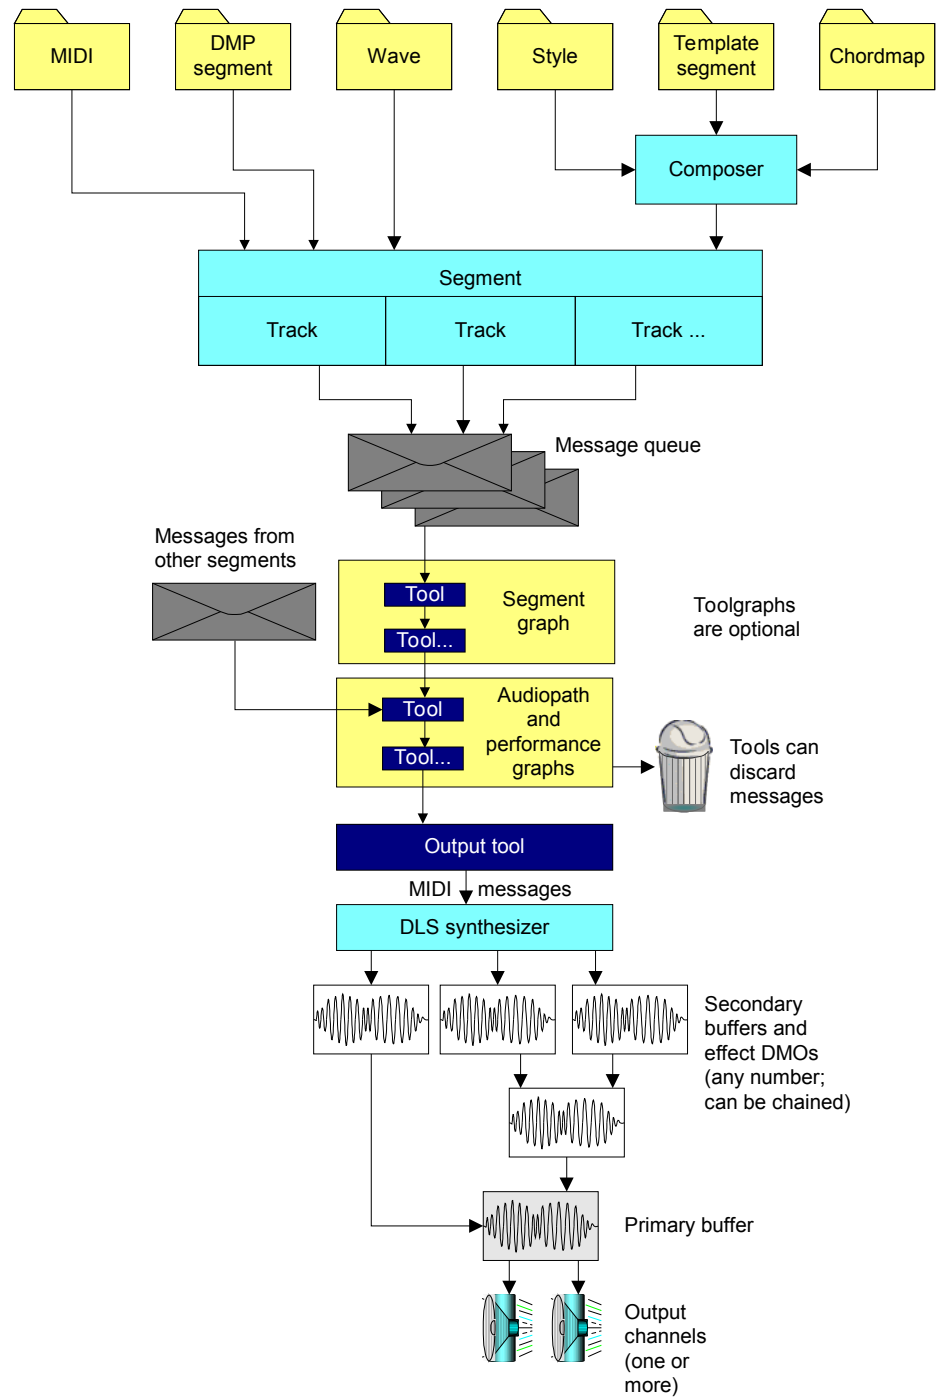 MIDI
DMP
segment
Wave
Style
Template
segment
Chordmap
Composer
Segment
Track
Track
Track ...
Message queue
Messages from
other segments
Tool
Tool...
Segment
graph
Toolgraphs
are optional
Tool
Tool...
Audiopath
and
performance
graphs
Tools can
discard
messages
Output tool
MIDI messages
DLS synthesizer
Secondary
buffers and
effect DMOs
(any number;
can be chained)
Primary buffer
Output
channels
(one or
more)